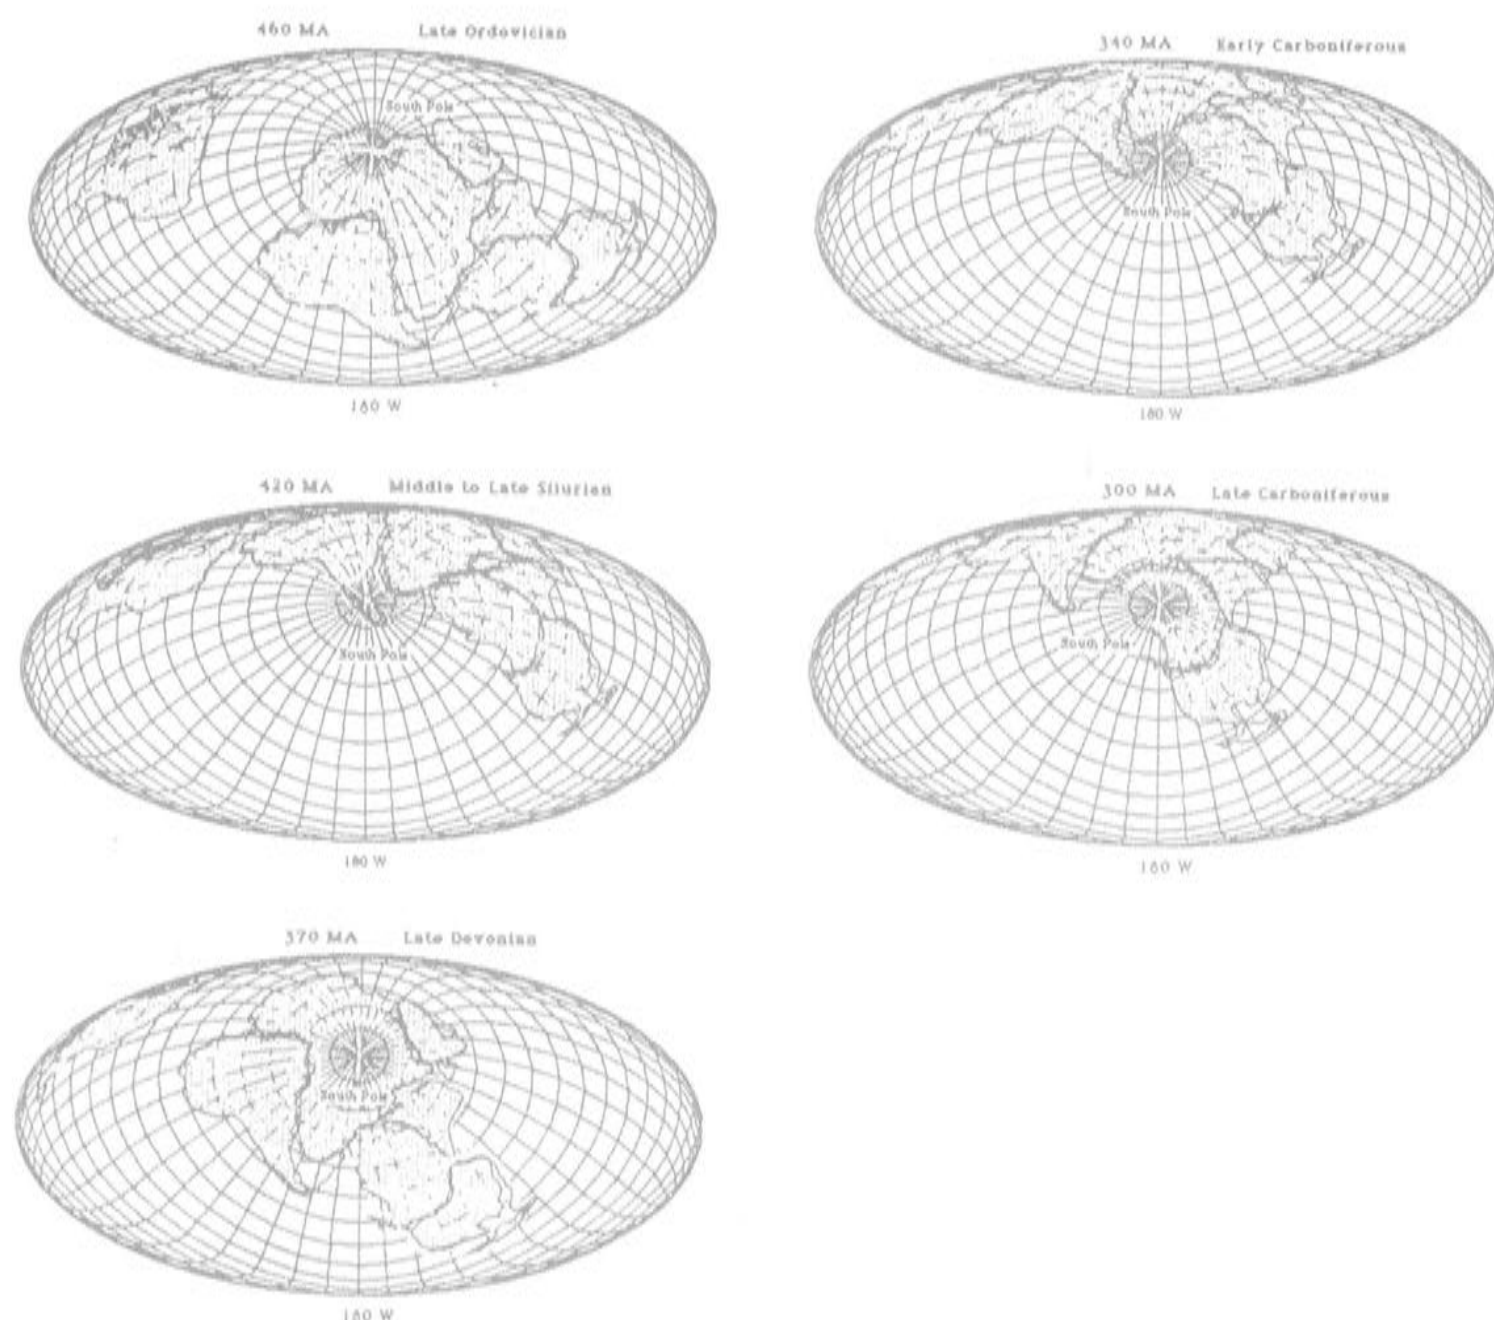 460 MA Late Ordovician
South Pole
180 W
420 MA Middle to Late Silurian
South Pole
180 W
370 MA Late Devonian
South Pole
180 W
340 MA Early Carboniferous
South Pole
180 W
300 MA Late Carboniferous
South Pole
180 W